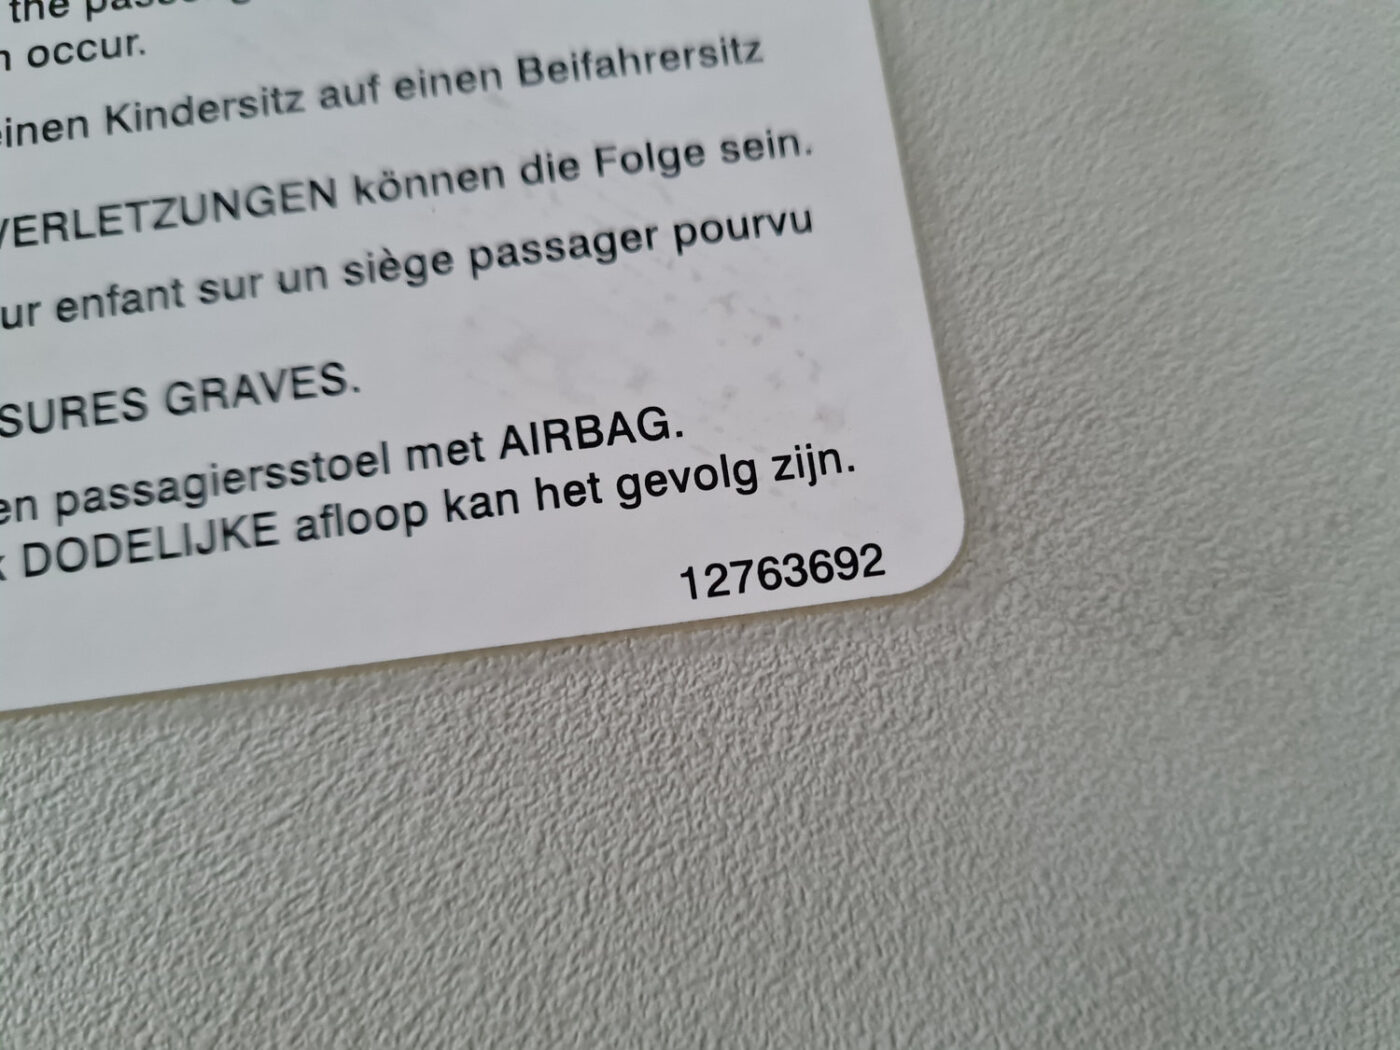 the
n occur.
einen Kindersitz auf einen Beifahrersitz
VERLETZUNGEN können die Folge sein.
ur enfant sur un siège passager pourvu
SURES GRAVES.
en passagiersstoel met AIRBAG.
DODELIJKE afloop kan het gevolg zijn.
12763692